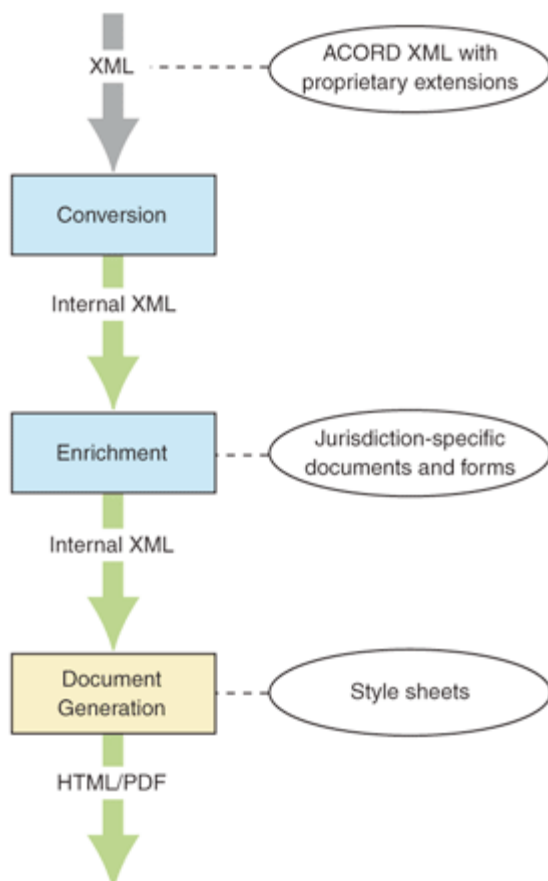 XML
ACORD XML with
proprietary extensions
Conversion
Internal XML
Enrichment
Jurisdiction-specific
documents and forms
Internal XML
Document
Generation
Style sheets
HTML/PDF